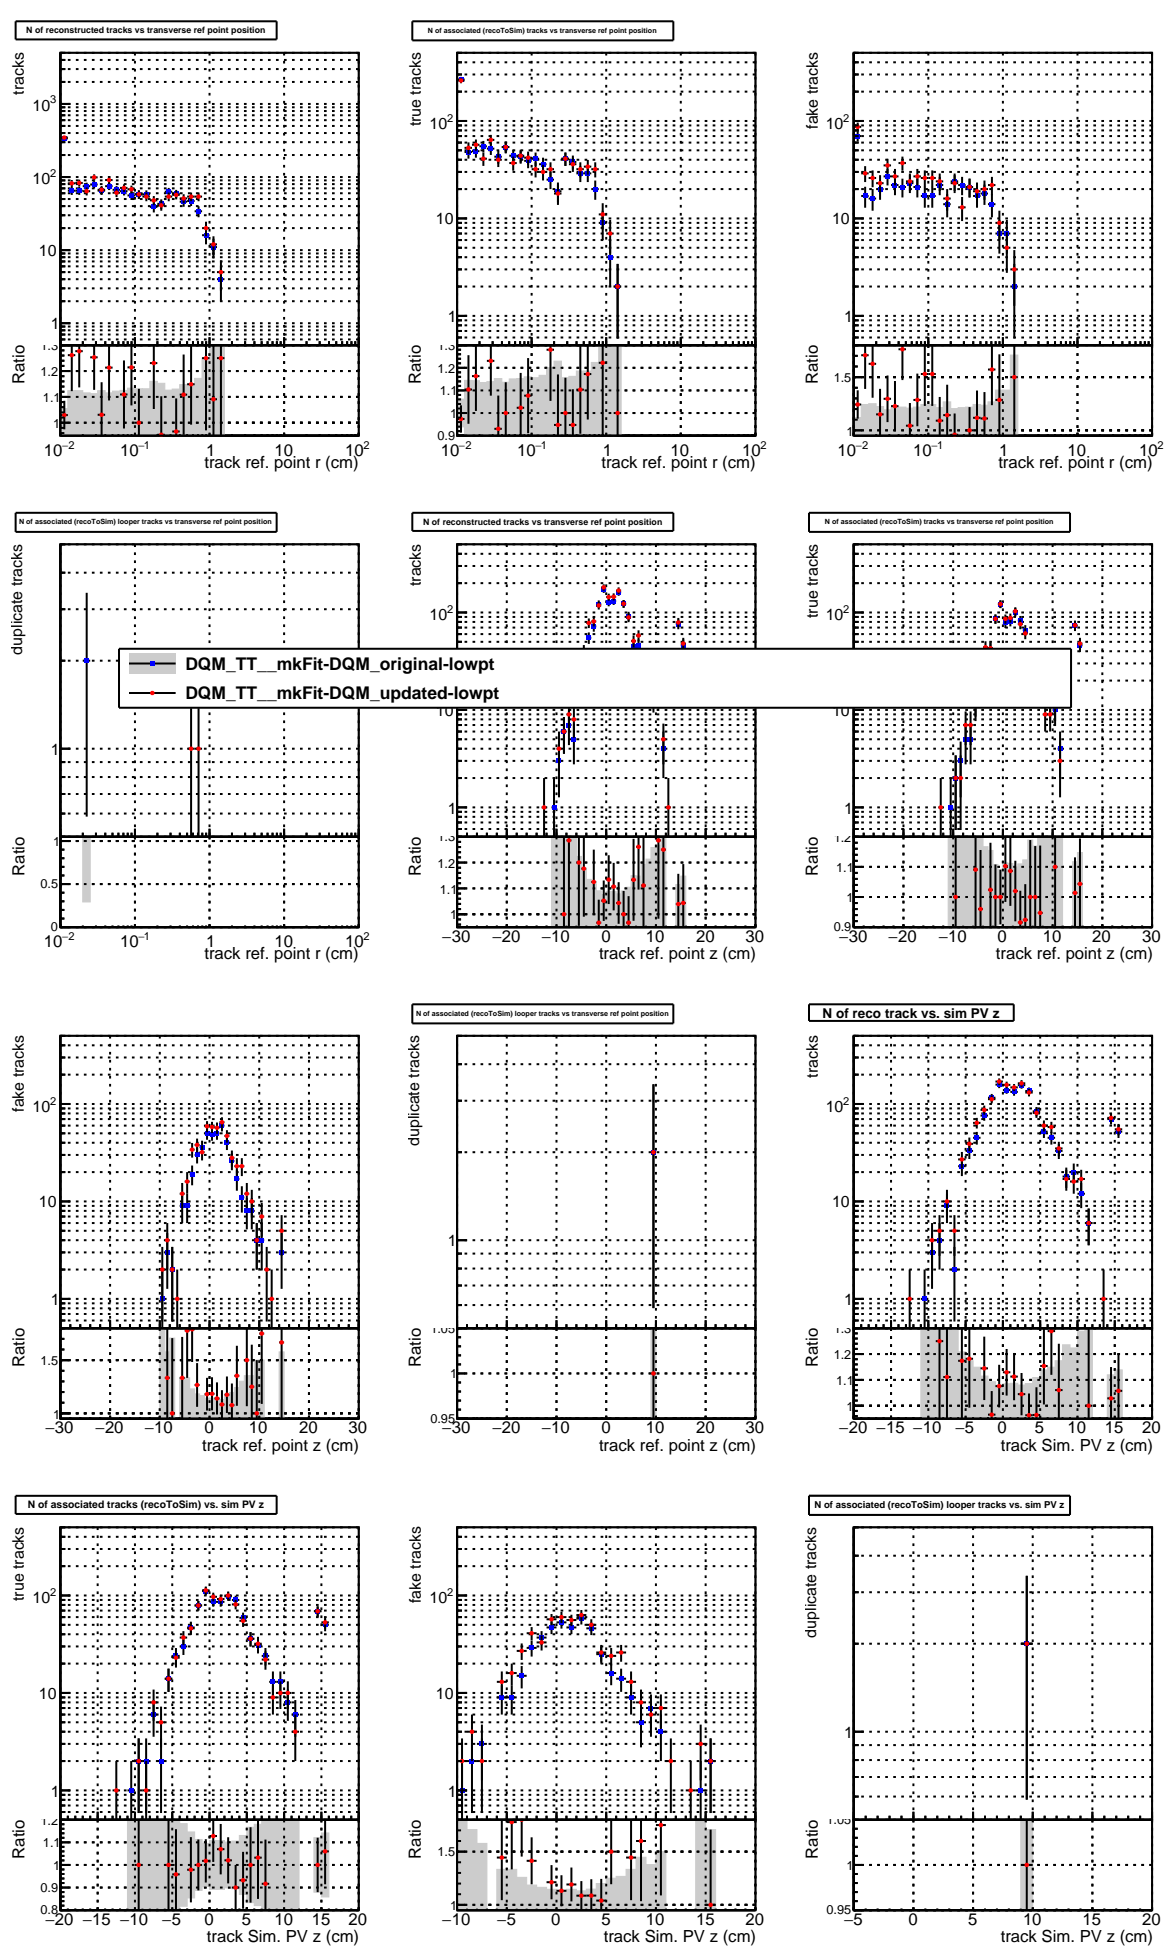 N of reconstructed tracks vs transverse ref point position
tracks
10³
10²
10
1
Ratio
1.3
1.2
1.1
1
10⁻² 10⁻¹ 1 10 10²
track ref. point r (cm)
N of associated (recoToSim) tracks vs transverse ref point position
true tracks
10²
10
1
Ratio
1.3
1.2
1.1
1
0.9
10⁻² 10⁻¹ 1 10 10²
track ref. point r (cm)
fake tracks
10²
10
1
Ratio
1.5
1
10⁻² 10⁻¹ 1 10 10²
track ref. point r (cm)
N of associated (recoToSim) looper tracks vs transverse ref point position
duplicate tracks
1
Ratio
1
0.5
0
10⁻² 10⁻¹ 1 10 10²
track ref. point r (cm)
N of reconstructed tracks vs transverse ref point position
tracks
10²
10
1
Ratio
1.3
1.2
1.1
1
−30 −20 −10 0 10 20 30
track ref. point z (cm)
N of associated (recoToSim) tracks vs transverse ref point position
true tracks
10²
10
1
Ratio
1.2
1.1
1
0.9
−30 −20 −10 0 10 20 30
track ref. point z (cm)
DQM_TT__mkFit-DQM_original-lowpt
DQM_TT__mkFit-DQM_updated-lowpt
fake tracks
10²
10
1
Ratio
1.5
1
−30 −20 −10 0 10 20 30
track ref. point z (cm)
N of associated (recoToSim) looper tracks vs transverse ref point position
duplicate tracks
1
Ratio
1.05
1
0.95
−30 −20 −10 0 10 20 30
track ref. point z (cm)
N of reco track vs. sim PV z
tracks
10²
10
1
Ratio
1.3
1.2
1.1
1
−20 −15 −10 −5 0 5 10 15 20
track Sim. PV z (cm)
N of associated tracks (recoToSim) vs. sim PV z
true tracks
10²
10
1
Ratio
1.2
1.1
1
0.9
0.8
−20 −15 −10 −5 0 5 10 15 20
track Sim. PV z (cm)
fake tracks
10²
10
1
Ratio
1.5
1
−10 −5 0 5 10 15 20
track Sim. PV z (cm)
N of associated (recoToSim) looper tracks vs. sim PV z
duplicate tracks
1
Ratio
1.05
1
0.95
−5 0 5 10 15 20
track Sim. PV z (cm)